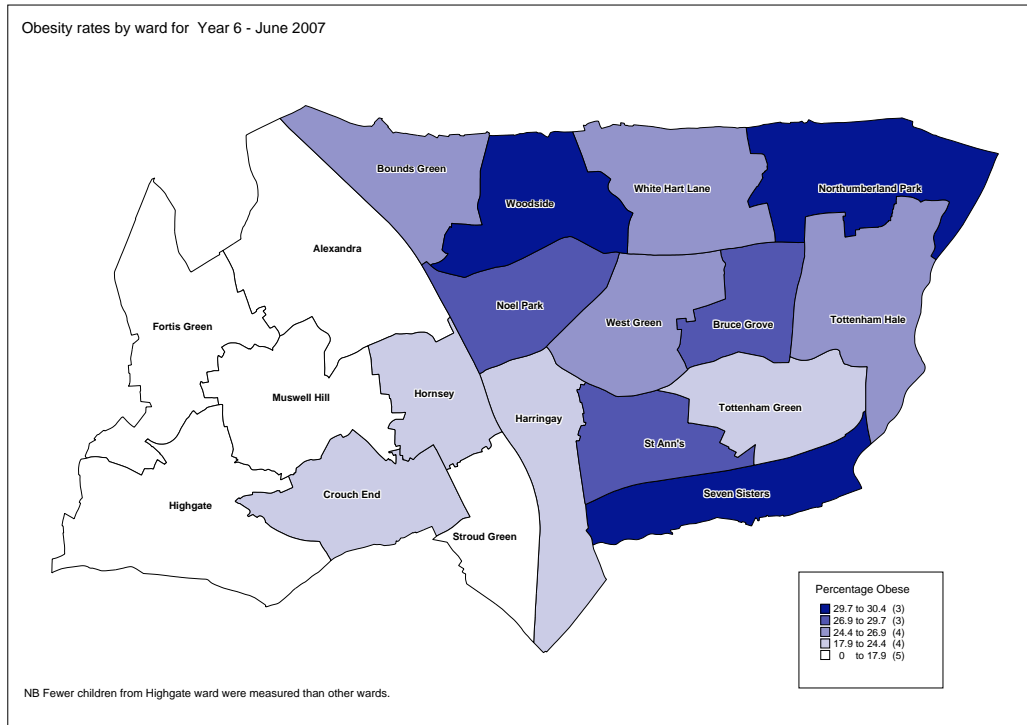 Obesity rates by ward for Year 6 - June 2007
Bounds Green
White Hart Lane
Northumberland Park
Woodside
Alexandra
Noel Park
Fortis Green
West Green
Bruce Grove
Tottenham Hale
Muswell Hill
Hornsey
Harringay
Tottenham Green
St Ann's
Crouch End
Seven Sisters
Highgate
Stroud Green
Percentage Obese
29.7 to 30.4 (3)
26.9 to 29.7 (3)
24.4 to 26.9 (4)
17.9 to 24.4 (4)
0 to 17.9 (5)
NB Fewer children from Highgate ward were measured than other wards.